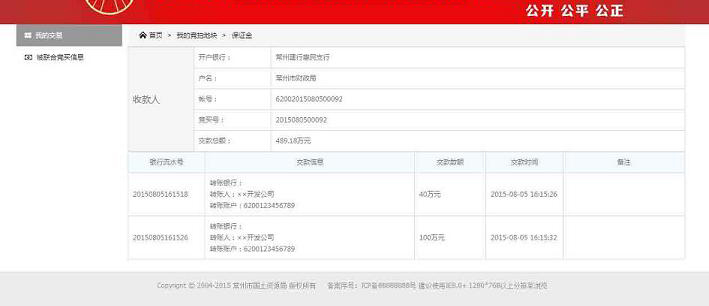 公开 公平 公正
我的交易
被联合竞买信息
首页 > 我的竞拍地块 > 保证金
收款人
开户银行： 常州建行惠民支行
户名： 常州市财政局
帐号： 62002015080500092
竞买号： 2015080500092
交款总额： 489.18万元
银行流水号 交款信息 交款数额 交款时间 备注
20150805161518
转账银行：
转账人：××开发公司
转账账户：6200123456789
40万元 2015-08-05 16:15:26
20150805161526
转账银行：
转账人：××开发公司
转账账户：6200123456789
100万元 2015-08-05 16:15:32
Copyright © 2004-2015 常州市国土资源局 版权所有 备案序号：ICP备88888888号 建议使用IE8.0+ 1280*768以上分辨率浏览